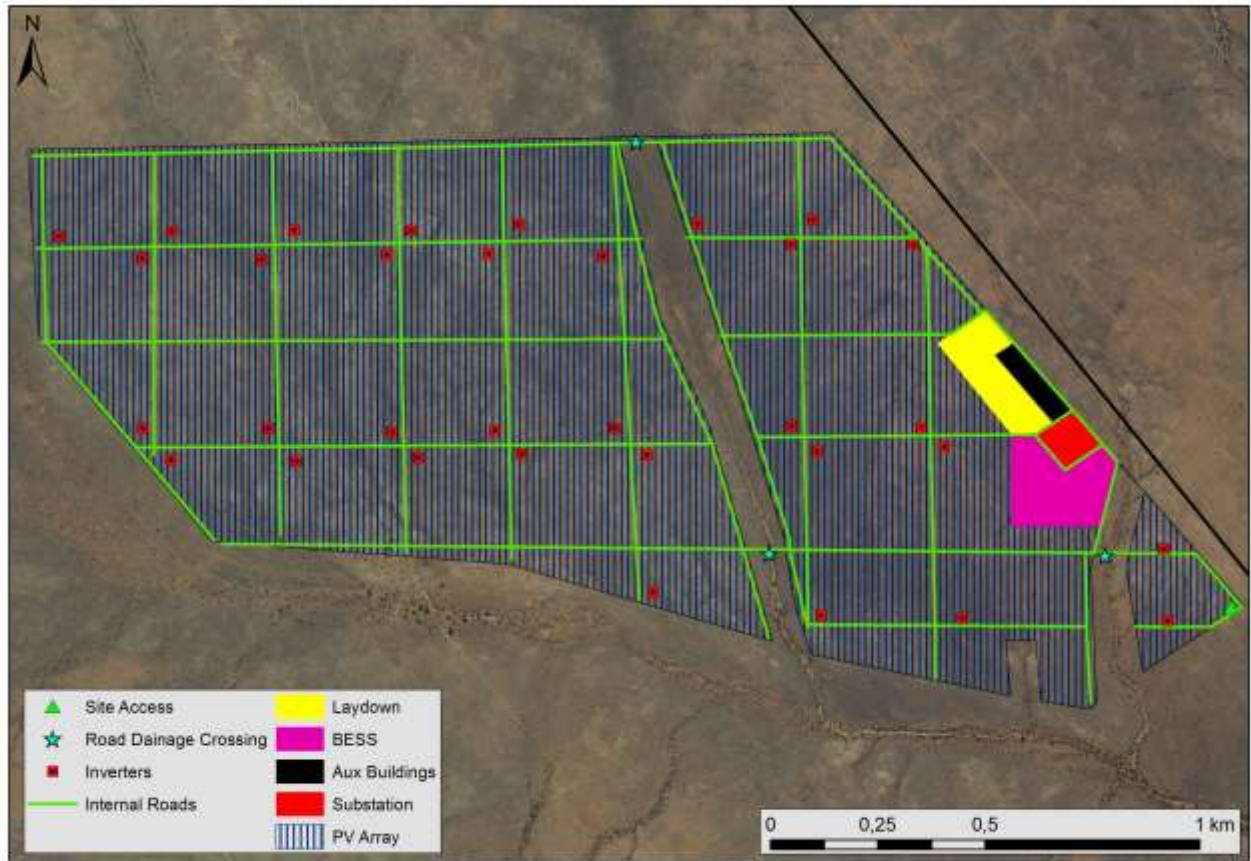 N
Site Access
Road Dainage Crossing
Inverters
Internal Roads
Laydown
BESS
Aux Buildings
Substation
PV Array
0 0,25 0,5 1 km